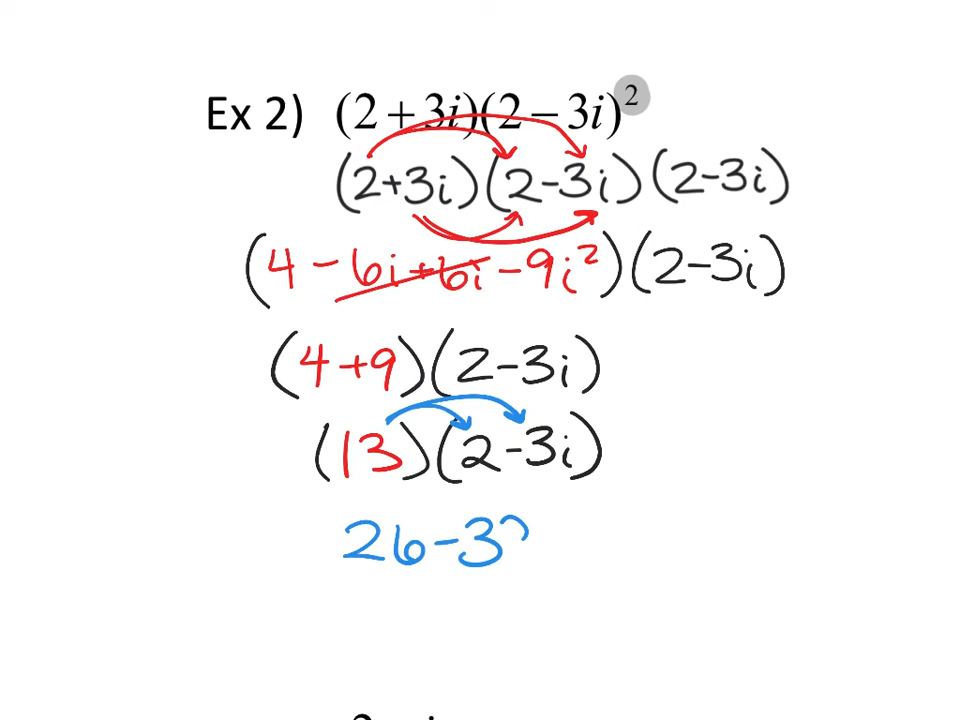 Ex 2) (2 + 3i)(2 − 3i)²
(2+3i)(2-3i)(2-3i)
(4 - 6i+6i - 9i²)(2-3i)
(4+9)(2-3i)
(13)(2-3i)
26-3